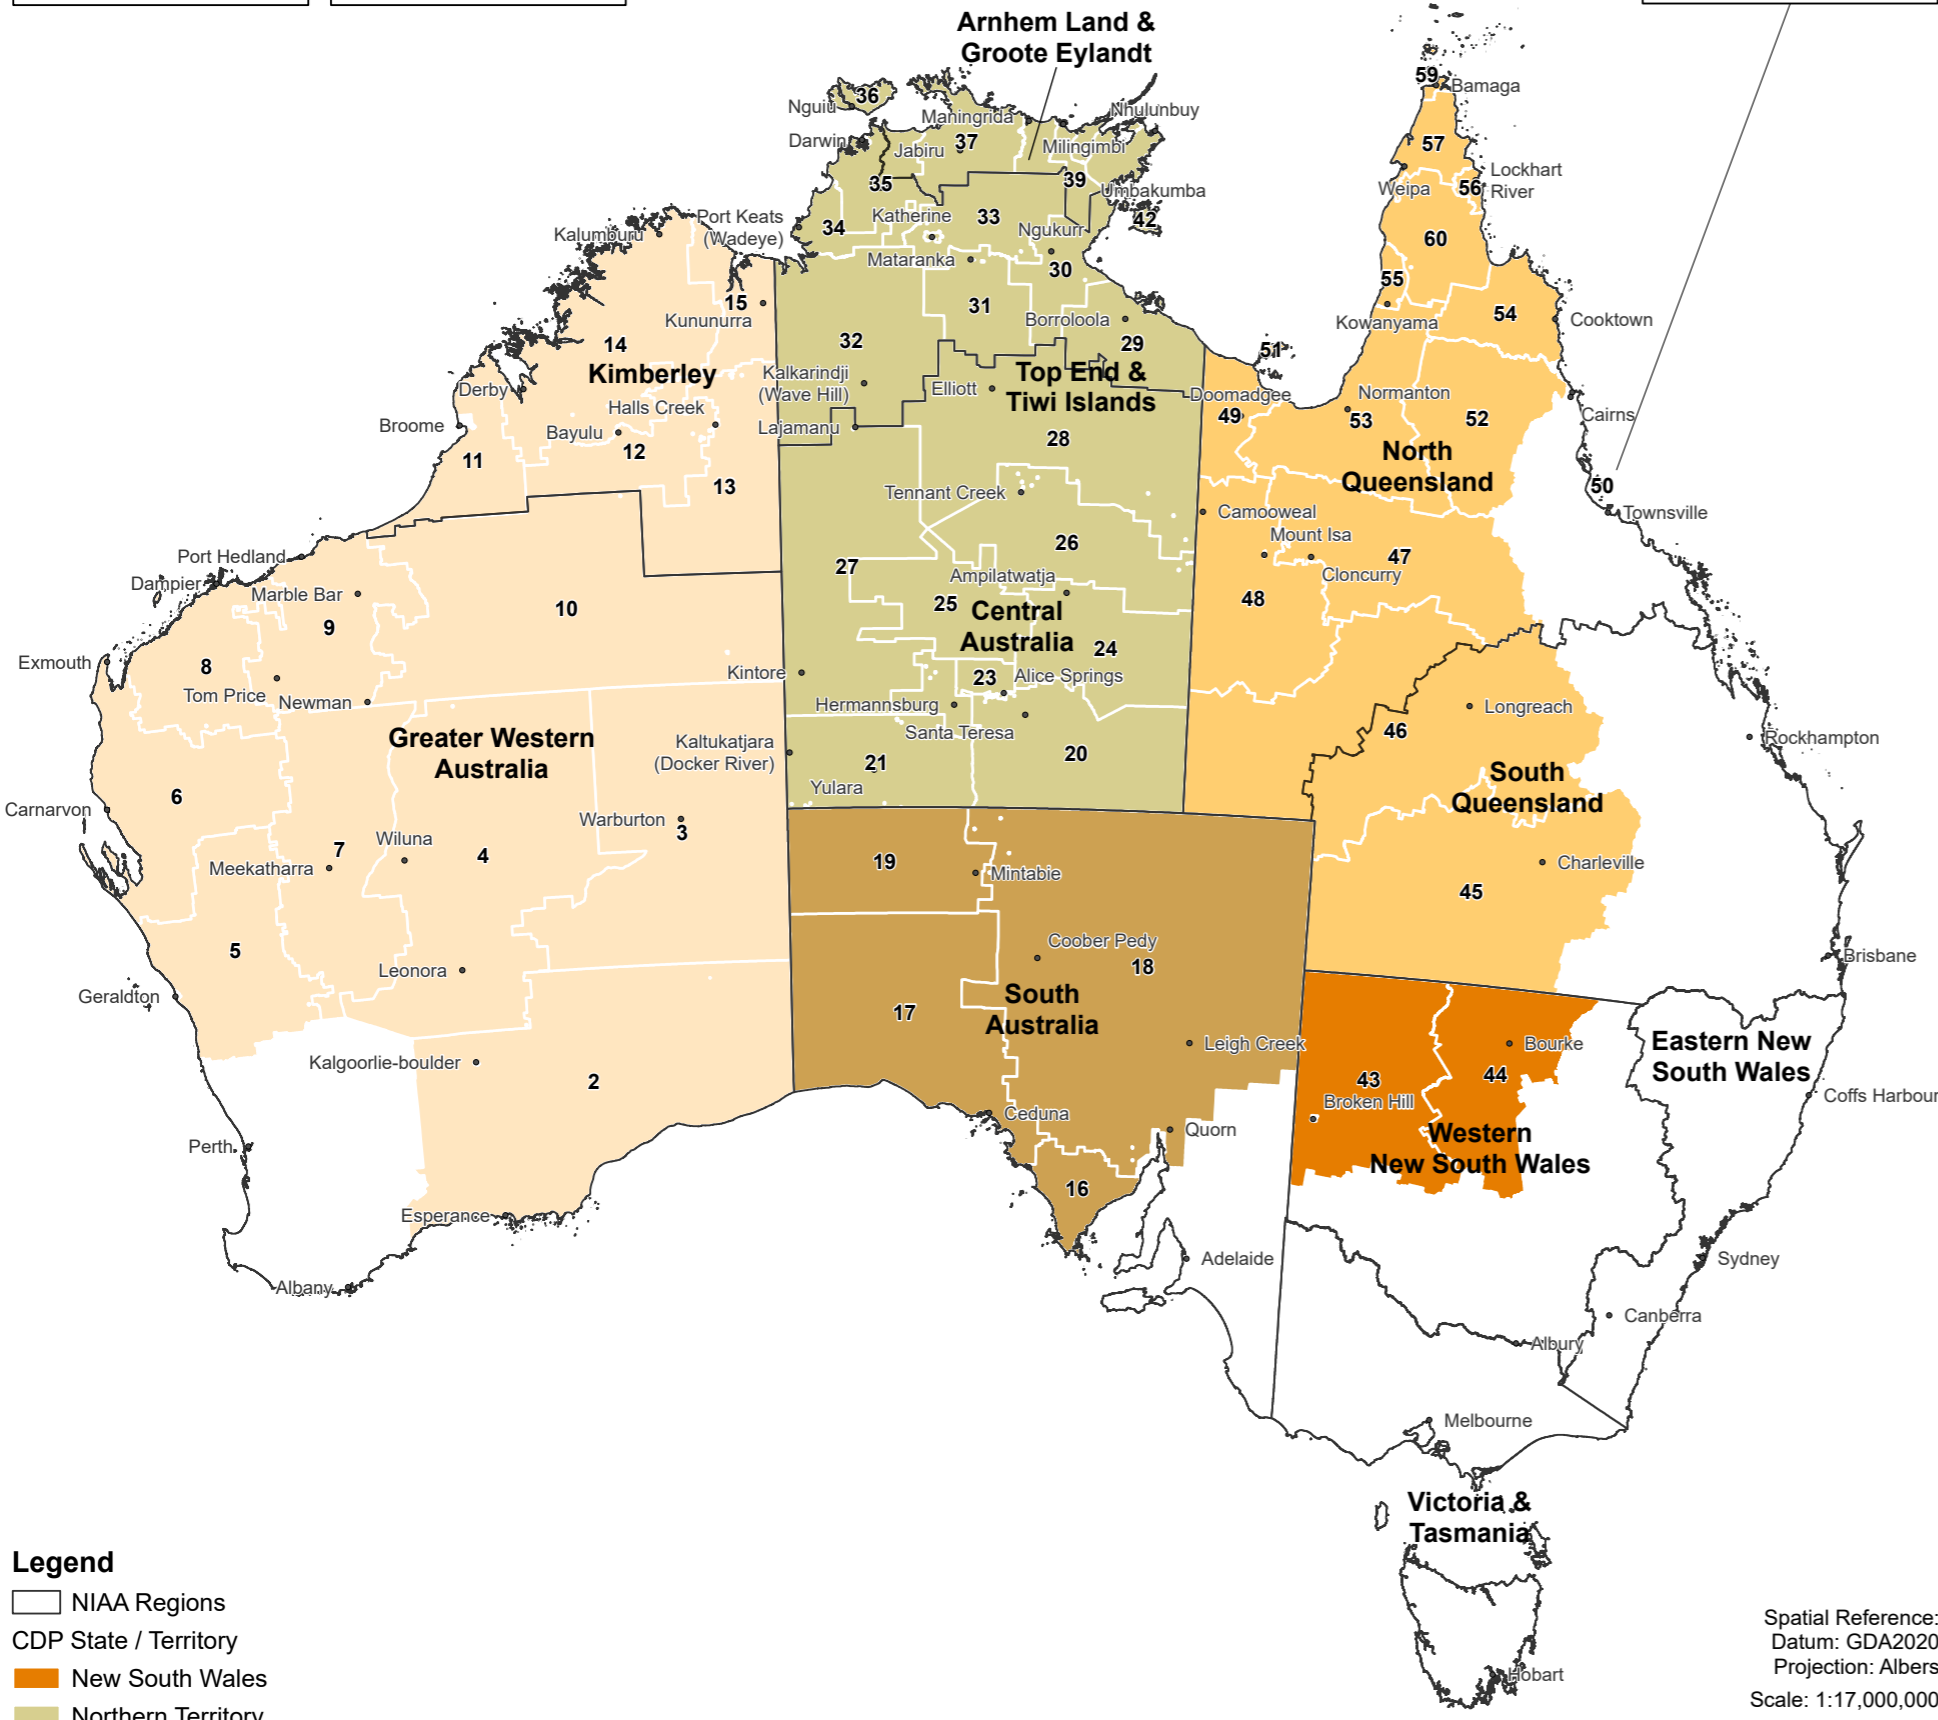 Arnhem Land &
Groote Eylandt
59
Bamaga
36
Nguiu
Maningrida
Nhulunbuy
57
Darwin
Jabiru
37
Milingimbi
Lockhart
River
35
39
Weipa
56
Umbakumba
Port Keats
(Wadeye)
Katherine
33
42
34
Ngukurr
Kalumburu
60
Mataranka
30
55
15
31
Kununurra
Borroloola
54
Kowanyama
Cooktown
14
32
29
51
Kimberley
Kalkarindji
(Wave Hill)
Top End &
Tiwi Islands
Derby
Elliott
Doomadgee
Normanton
Halls Creek
49
53
52
Cairns
Broome
Bayulu
Lajamanu
28
12
North
Queensland
11
13
Tennant Creek
50
Camooweal
Townsville
26
Mount Isa
Port Hedland
27
47
Dampier
Ampilatwatja
Cloncurry
Marble Bar
10
25
Central
Australia
48
9
24
Exmouth
8
Kintore
23
Alice Springs
Tom Price
Newman
Hermannsburg
Longreach
Greater Western
Australia
Santa Teresa
46
Kaltukatjara
(Docker River)
20
Rockhampton
21
South
Queensland
Yulara
6
Carnarvon
Warburton
3
Wiluna
7
4
19
Charleville
Meekatharra
Mintabie
45
5
Coober Pedy
18
Brisbane
Leonora
Geraldton
South
Australia
17
Leigh Creek
Bourke
Eastern New
South Wales
Kalgoorlie-boulder
2
43
44
Coffs Harbour
Broken Hill
Ceduna
Quorn
Western
New South Wales
Perth
16
Esperance
Adelaide
Sydney
Albany
Canberra
Albury
Melbourne
Victoria &
Tasmania
Legend
NIAA Regions
CDP State / Territory
New South Wales
Northern Territory
Hobart
Spatial Reference:
Datum: GDA2020
Projection: Albers
Scale: 1:17,000,000